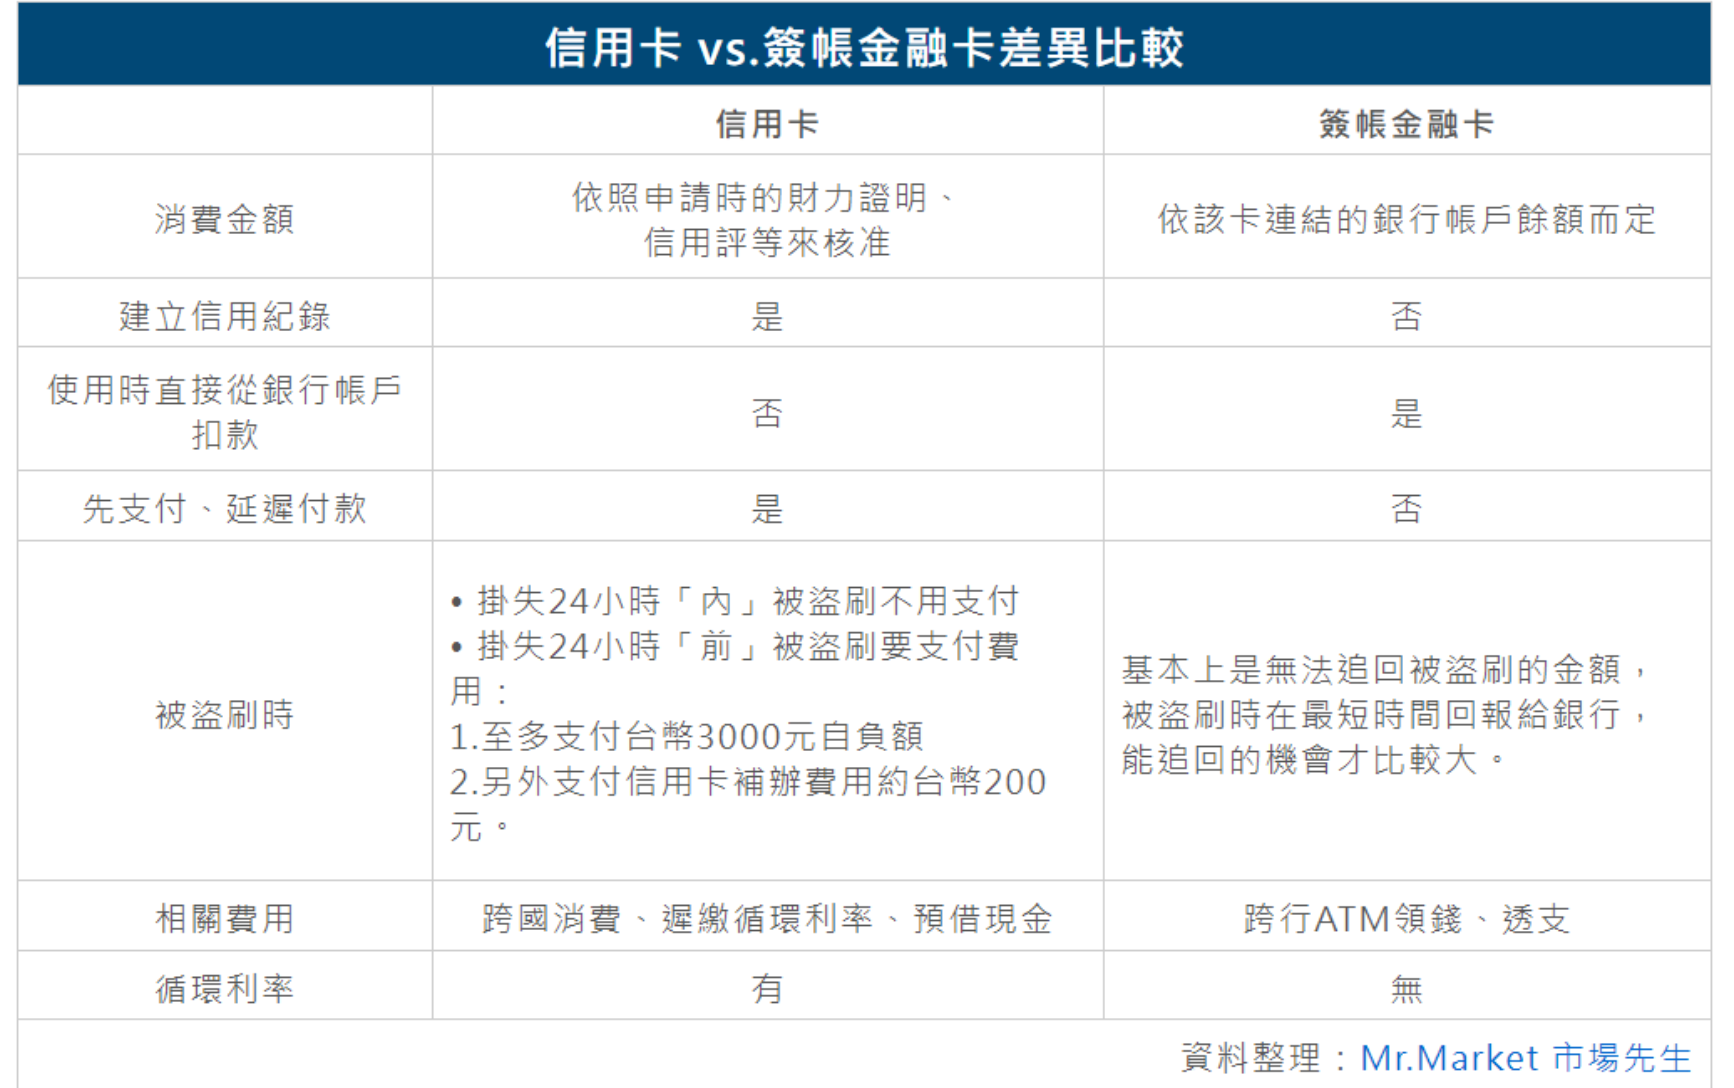 信用卡 vs.簽帳金融卡差異比較
信用卡
簽帳金融卡
消費金額
依照申請時的財力證明、
信用評等來核准
依該卡連結的銀行帳戶餘額而定
建立信用紀錄
是
否
使用時直接從銀行帳戶
扣款
否
是
先支付、延遲付款
是
否
被盜刷時
• 掛失24小時「內」被盜刷不用支付
• 掛失24小時「前」被盜刷要支付費
用：
1.至多支付台幣3000元自負額
2.另外支付信用卡補辦費用約台幣200
元。
基本上是無法追回被盜刷的金額，
被盜刷時在最短時間回報給銀行，
能追回的機會才比較大。
相關費用
跨國消費、遲繳循環利率、預借現金
跨行ATM領錢、透支
循環利率
有
無
資料整理：Mr.Market 市場先生